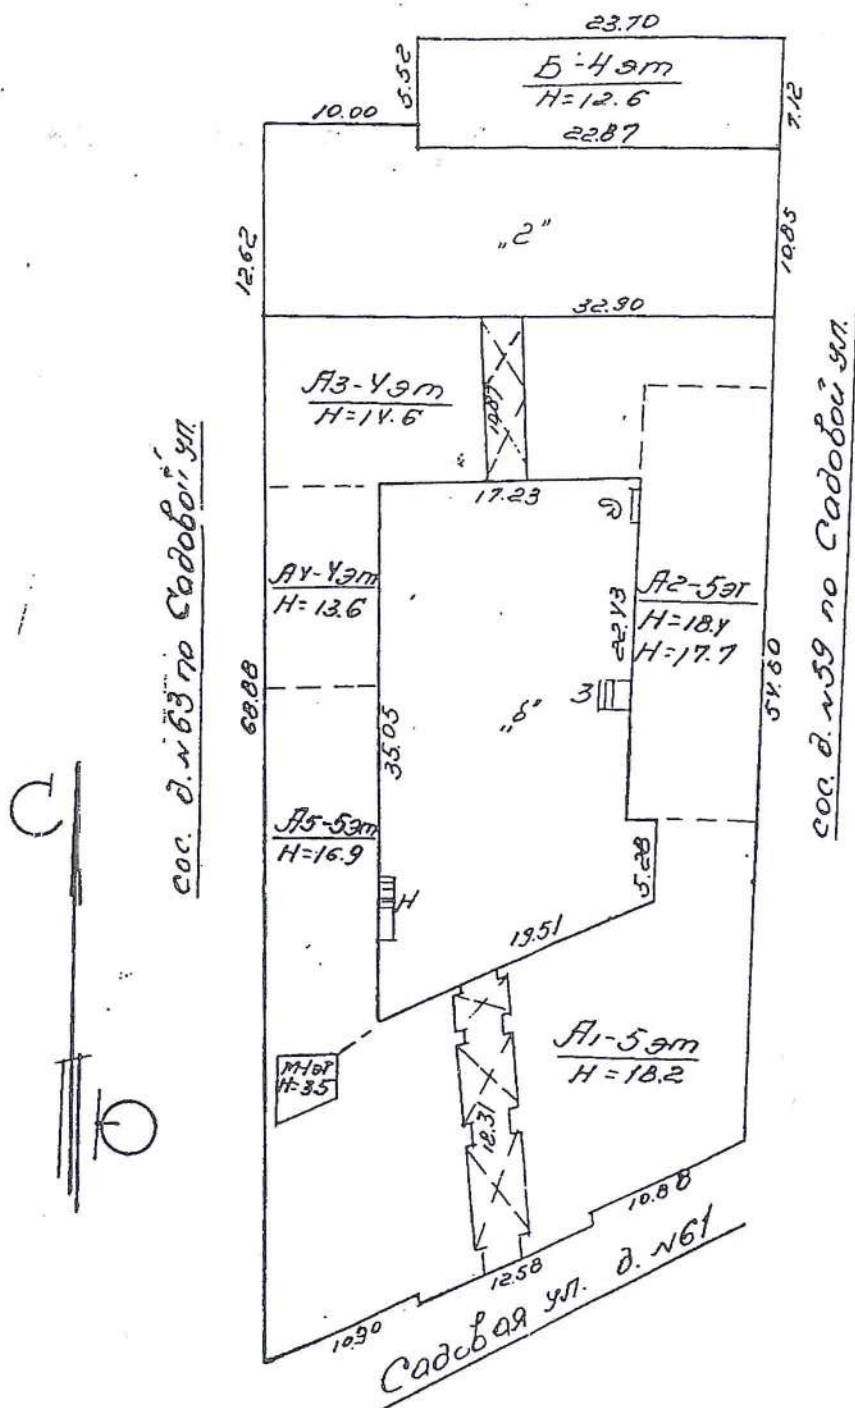 23.70
5.52
Б-4эт
H=12.6
7.12
10.00
22.87
12.62
„2”
10.85
32.90
А3-4эт
H=14.6
10.87
17.23
Д
А4-4эт
H=13.6
А2-5эт
H=18.4
H=17.7
22.43
сос. д. N63 по Садовой ул.
68.88
35.05
„б”
З
54.60
сос. д. N59 по Садовой ул.
А5-5эт
H=16.9
5.28
Н
19.51
С
А1-5эт
H=18.2
М-1эт
H=3.5
18.31
Ю
10.88
12.58
10.90
Садовая ул. д. N61